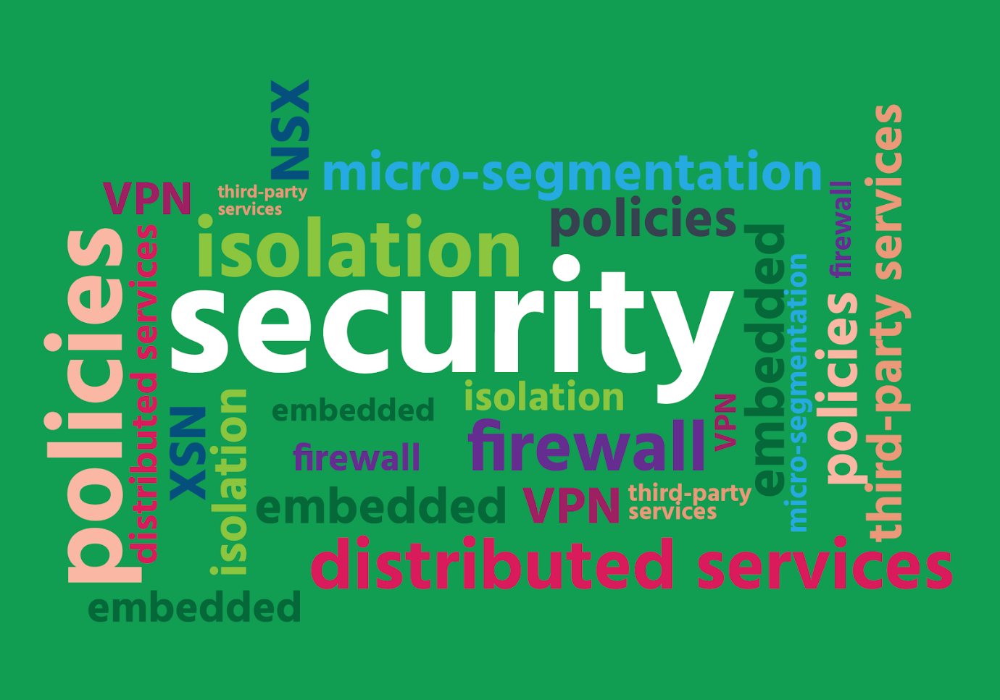 NSX
micro-segmentation
VPN
third-party
services
policies
isolation
firewall
third-party services
policies
distributed services
security
embedded
micro-segmentation
policies
NSX
isolation
embedded
isolation
VPN
firewall
firewall
embedded
VPN
third-party
services
distributed services
embedded